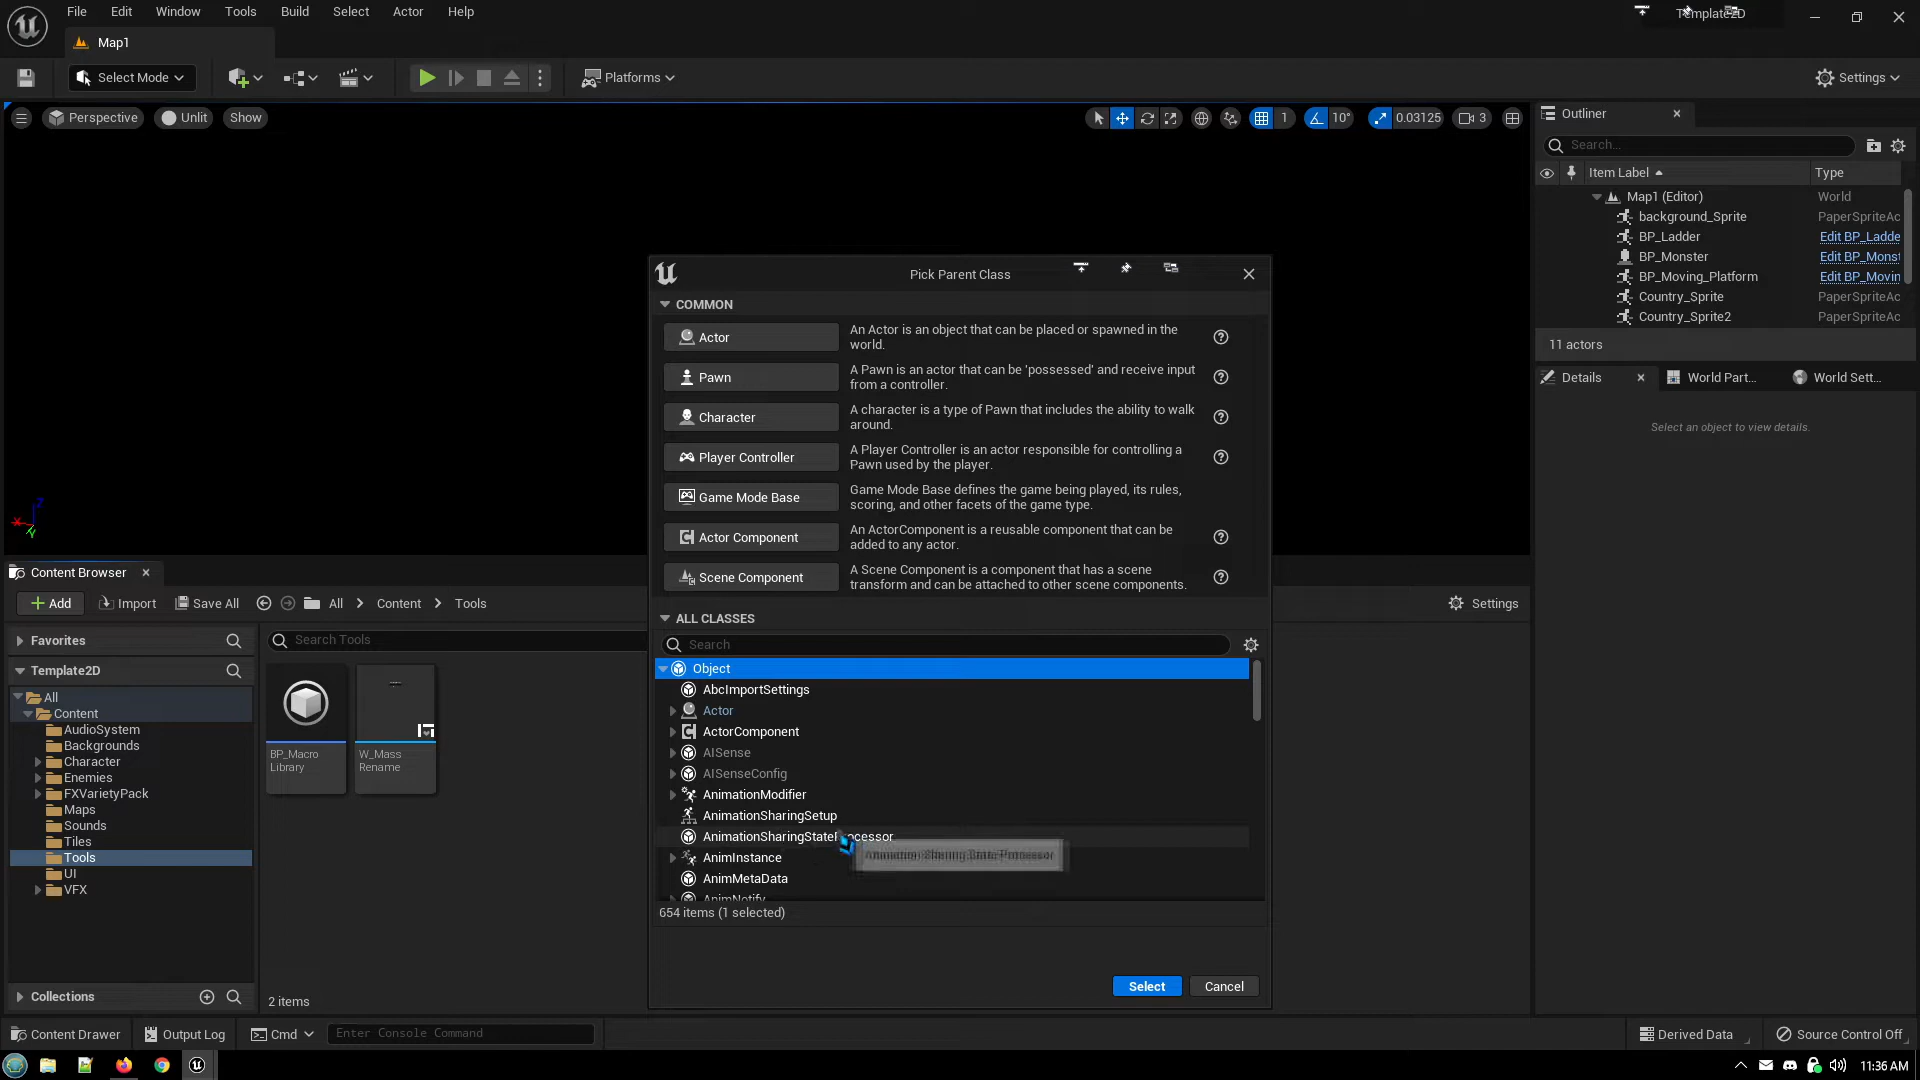 File Edit Window Tools Build Select Actor Help
Template2D
Map1
Select Mode
Platforms
Settings
Perspective Unlit Show
1 10° 0.03125 3
Outliner
Search...
Item Label Type
Map1 (Editor) World
background_Sprite PaperSpriteAc
BP_Ladder Edit BP_Ladde
BP_Monster Edit BP_Monst
BP_Moving_Platform Edit BP_Movin
Country_Sprite PaperSpriteAc
Country_Sprite2 PaperSpriteAc
11 actors
Details World Part... World Sett...
Select an object to view details.
Pick Parent Class
COMMON
Actor
An Actor is an object that can be placed or spawned in the
world.
Pawn
A Pawn is an actor that can be 'possessed' and receive input
from a controller.
Character
A character is a type of Pawn that includes the ability to walk
around.
Player Controller
A Player Controller is an actor responsible for controlling a
Pawn used by the player.
Game Mode Base
Game Mode Base defines the game being played, its rules,
scoring, and other facets of the game type.
Actor Component
An ActorComponent is a reusable component that can be
added to any actor.
Scene Component
A Scene Component is a component that has a scene
transform and can be attached to other scene components.
ALL CLASSES
Search
Object
AbcImportSettings
Actor
ActorComponent
AISense
AISenseConfig
AnimationModifier
AnimationSharingSetup
AnimationSharingStateProcessor
Animation Sharing State Processor
AnimInstance
AnimMetaData
AnimNotify
654 items (1 selected)
Select Cancel
Content Browser
Add Import Save All All Content Tools
Settings
Favorites
Search Tools
Template2D
All
Content
AudioSystem
Backgrounds
Character
Enemies
FXVarietyPack
Maps
Sounds
Tiles
Tools
UI
VFX
BP_Macro
Library
W_Mass
Rename
Collections
2 items
Content Drawer Output Log Cmd Enter Console Command
Derived Data Source Control Off
11:36 AM